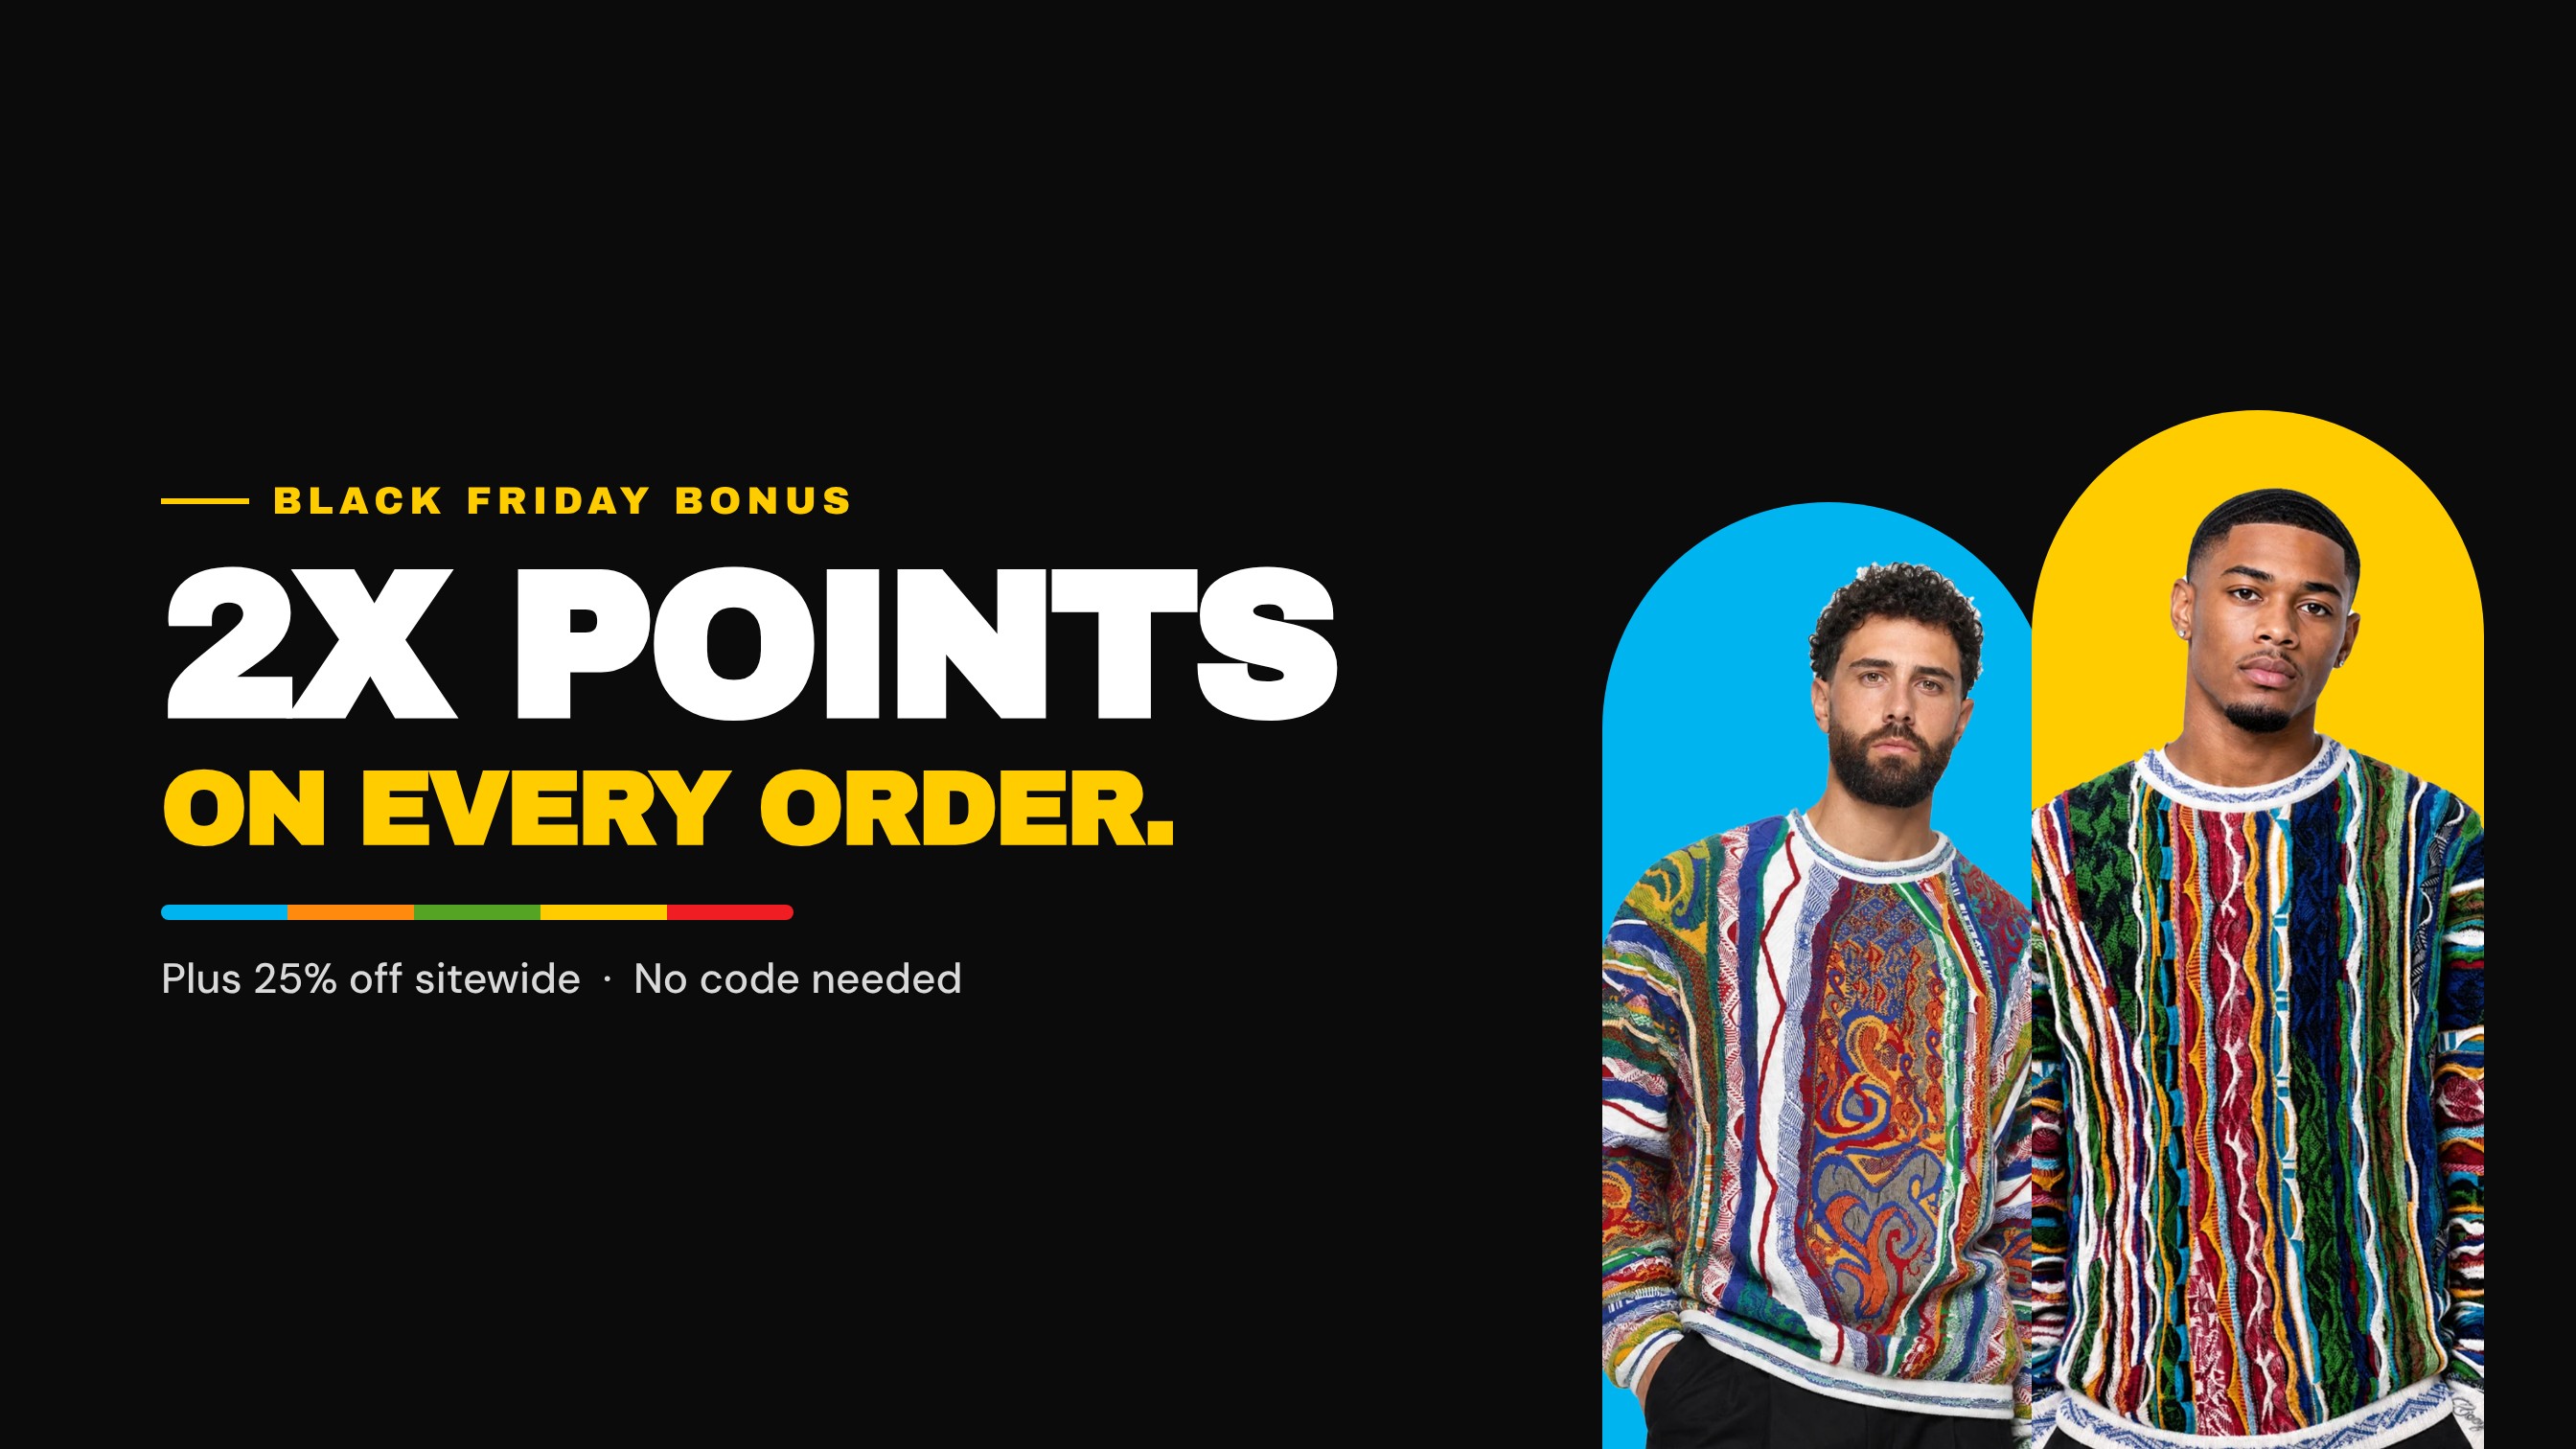 BLACK FRIDAY BONUS
2X POINTS
ON EVERY ORDER.
Plus 25% off sitewide · No code needed